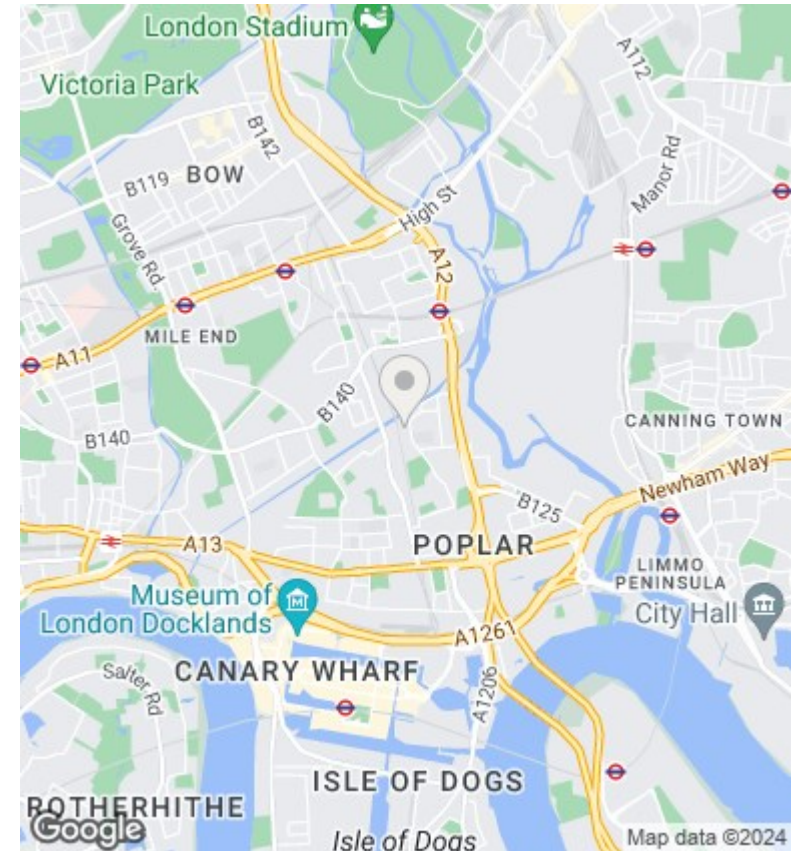 London Stadium
A112
Victoria Park
B142
Manor Rd
BOW
B119
High St
Grove Rd.
A12
MILE END
A11
B140
B140
CANNING TOWN
Newham Way
B125
A13
POPLAR
LIMMO
PENINSULA
Museum of
London Docklands
City Hall
A1261
CANARY WHARF
Salter Rd
A1206
ISLE OF DOGS
ROTHERHITHE
Google
Isle of Dogs
Map data ©2024